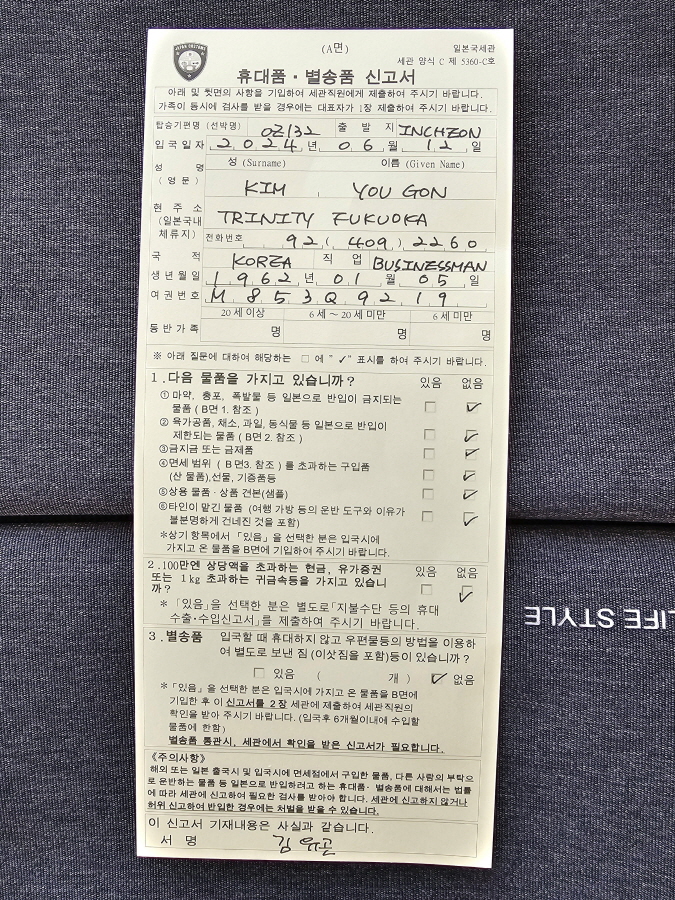 JAPAN CUSTOMS
(A면)
일본국세관
세관 양식 C 제 5360-C호
휴대품・별송품 신고서
아래 및 뒷면의 사항을 기입하여 세관직원에게 제출하여 주시기 바랍니다.
가족이 동시에 검사를 받을 경우에는 대표자가 1장 제출하여 주시기 바랍니다.
탑승기편명 (선박명) OZ132 출 발 지 INCHEON
입 국 일 자 2024년 06월 12일
성 명 (영 문) 성 (Surname) 이름 (Given Name)
KIM YOU GON
현 주 소 (일본국내 체류지) TRINITY FUKUOKA
전화번호 92(409)2260
국 적 KOREA 직 업 BUSINESSMAN
생년월일 1962년 01월 05일
여권번호 M853Q9219
20세이상 6세~20세미만 6세미만
동반가족 명 명 명
※ 아래 질문에 대하여 해당하는 □에 "✓" 표시를 하여 주시기 바랍니다.
1.다음 물품을 가지고 있습니까? 있음 없음
① 마약, 총포, 폭발물 등 일본으로 반입이 금지되는
물품 ( B면 1. 참조 ) □ ✓
② 육가공품, 채소, 과일, 동식물 등 일본으로 반입이
제한되는 물품 ( B면 2. 참조 ) □ ✓
③금지금 또는 금제품 □ ✓
④면세 범위 ( B면3. 참조 ) 를 초과하는 구입품
(산 물품),선물, 기증품등 □ ✓
⑤상용 물품・상품 견본(샘플) □ ✓
⑥타인이 맡긴 물품 (여행 가방 등의 운반 도구와 이유가
불분명하게 건네진 것을 포함) □ ✓
*상기 항목에서 「있음」을 선택한 분은 입국시에
가지고 온 물품을 B면에 기입하여 주시기 바랍니다.
2.100만엔 상당액을 초과하는 현금, 유가증권 있음 없음
또는 1kg 초과하는 귀금속등을 가지고 있습니
까? □ ✓
* 「있음」을 선택한 분은 별도로「지불수단 등의 휴대
수출・수입신고서」를 제출하여 주시기 바랍니다.
3. 별송품 입국할 때 휴대하지 않고 우편물등의 방법을 이용하
여 별도로 보낸 짐 (이삿짐을 포함)등이 있습니까 ?
□ 있음 ( 개 ) ✓ 없음
*「있음」을 선택한 분은 입국시에 가지고 온 물품을 B면에
기입한 후 이 신고서를 2장 세관에 제출하여 세관직원의
확인을 받아 주시기 바랍니다. (입국후 6개월이내에 수입할
물품에 한함)
별송품 통관시, 세관에서 확인을 받은 신고서가 필요합니다.
《주의사항》
해외 또는 일본 출국시 및 입국시에 면세점에서 구입한 물품, 다른 사람의 부탁으
로 운반하는 물품 등 일본으로 반입하려고 하는 휴대품・별송품에 대해서는 법률
에 따라 세관에 신고하여 필요한 검사를 받아야 합니다. 세관에 신고하지 않거나
허위 신고하여 반입한 경우에는 처벌을 받을 수 있습니다.
이 신고서 기재내용은 사실과 같습니다.
서 명 김유곤
LIFE STYLE